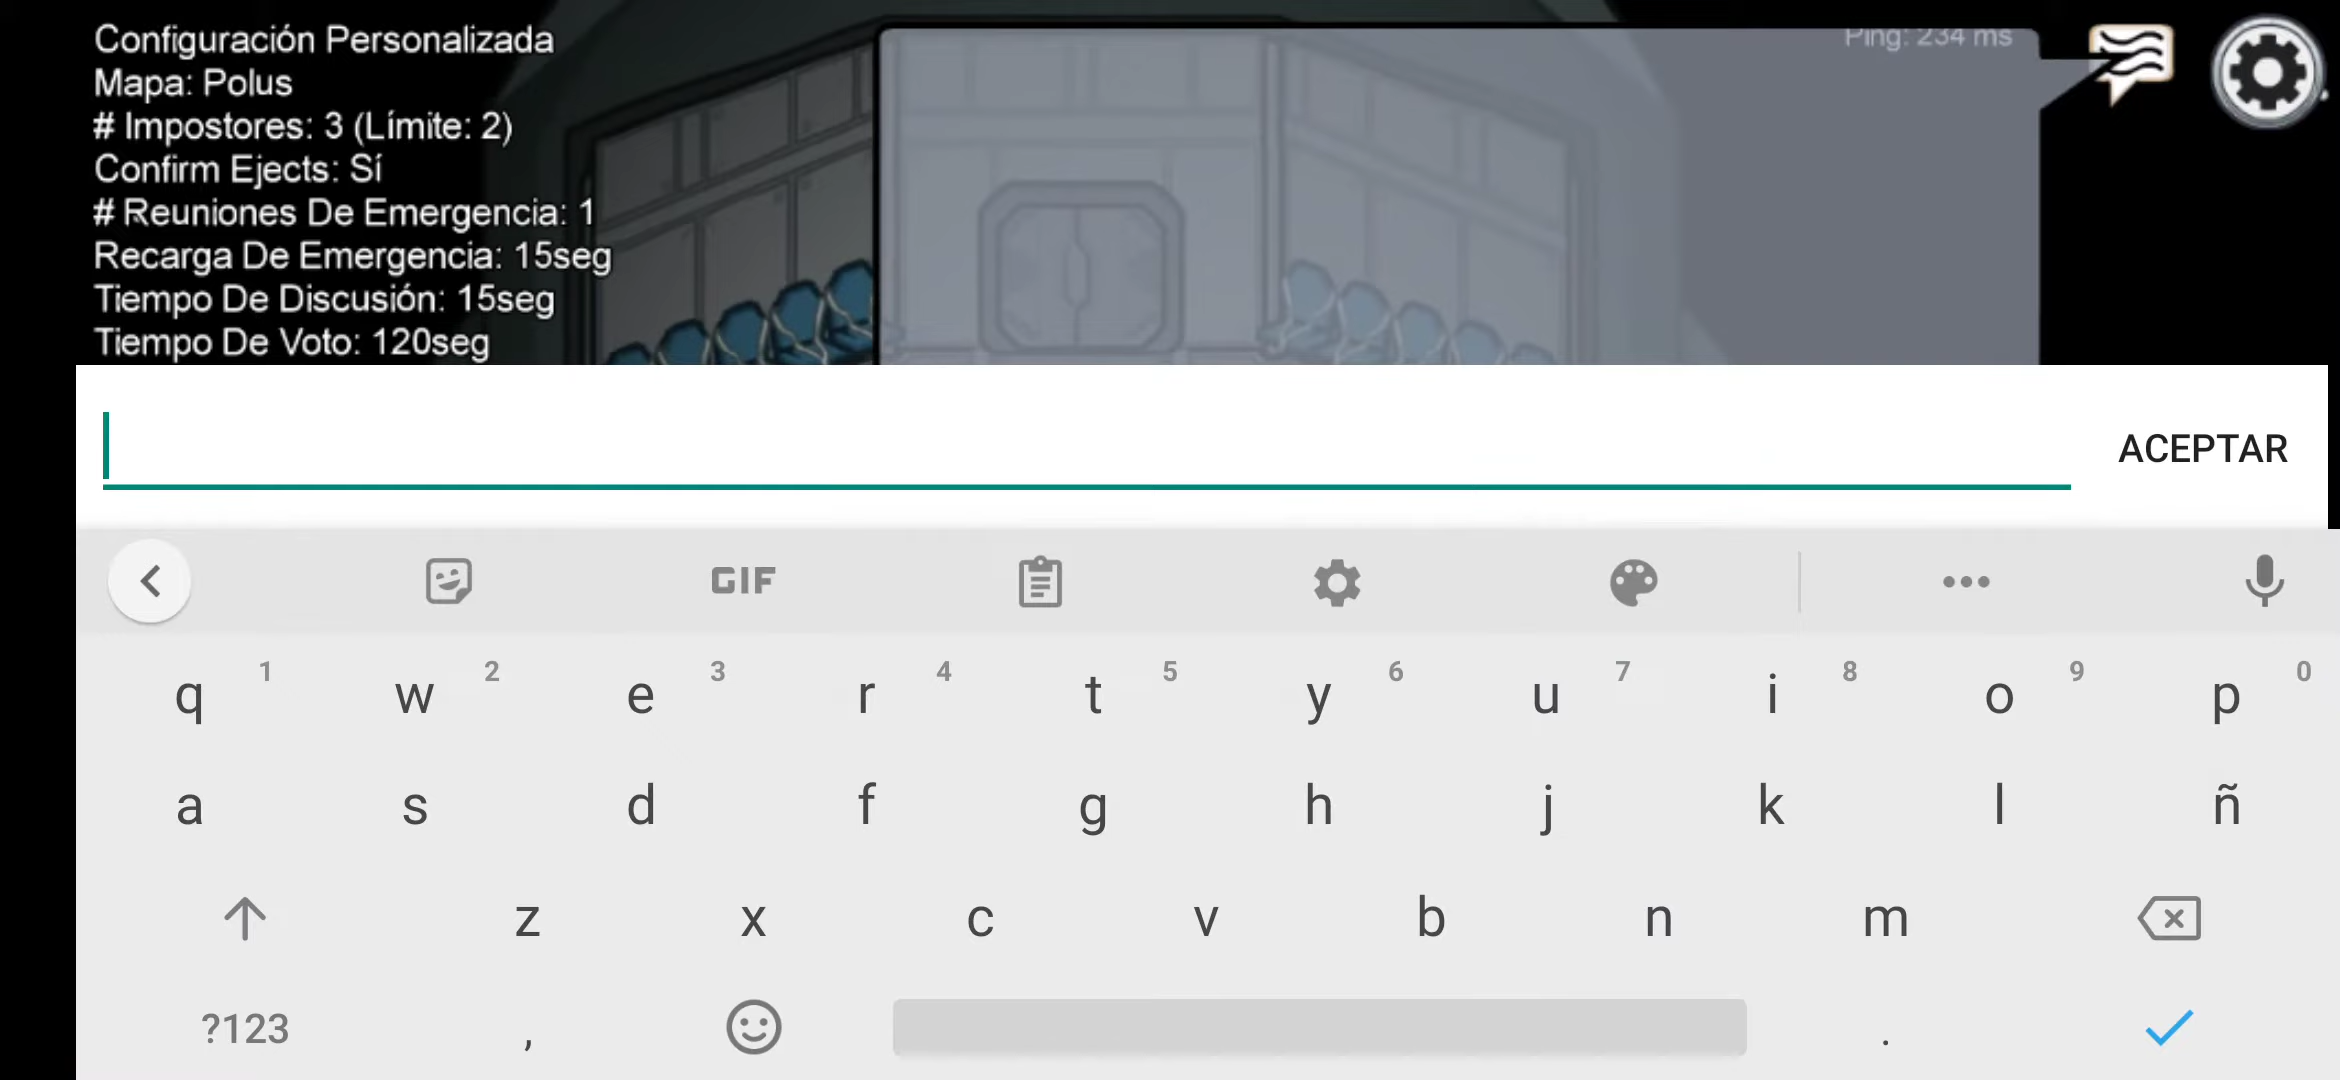 Configuración Personalizada
Mapa: Polus
# Impostores: 3 (Límite: 2)
Confirm Ejects: Sí
# Reuniones De Emergencia: 1
Recarga De Emergencia: 15seg
Tiempo De Discusión: 15seg
Tiempo De Voto: 120seg
Ping: 234 ms
ACEPTAR
GIF
q 1 w 2 e 3 r 4 t 5 y 6 u 7 i 8 o 9 p 0
a s d f g h j k l ñ
z x c v b n m
?123 , .